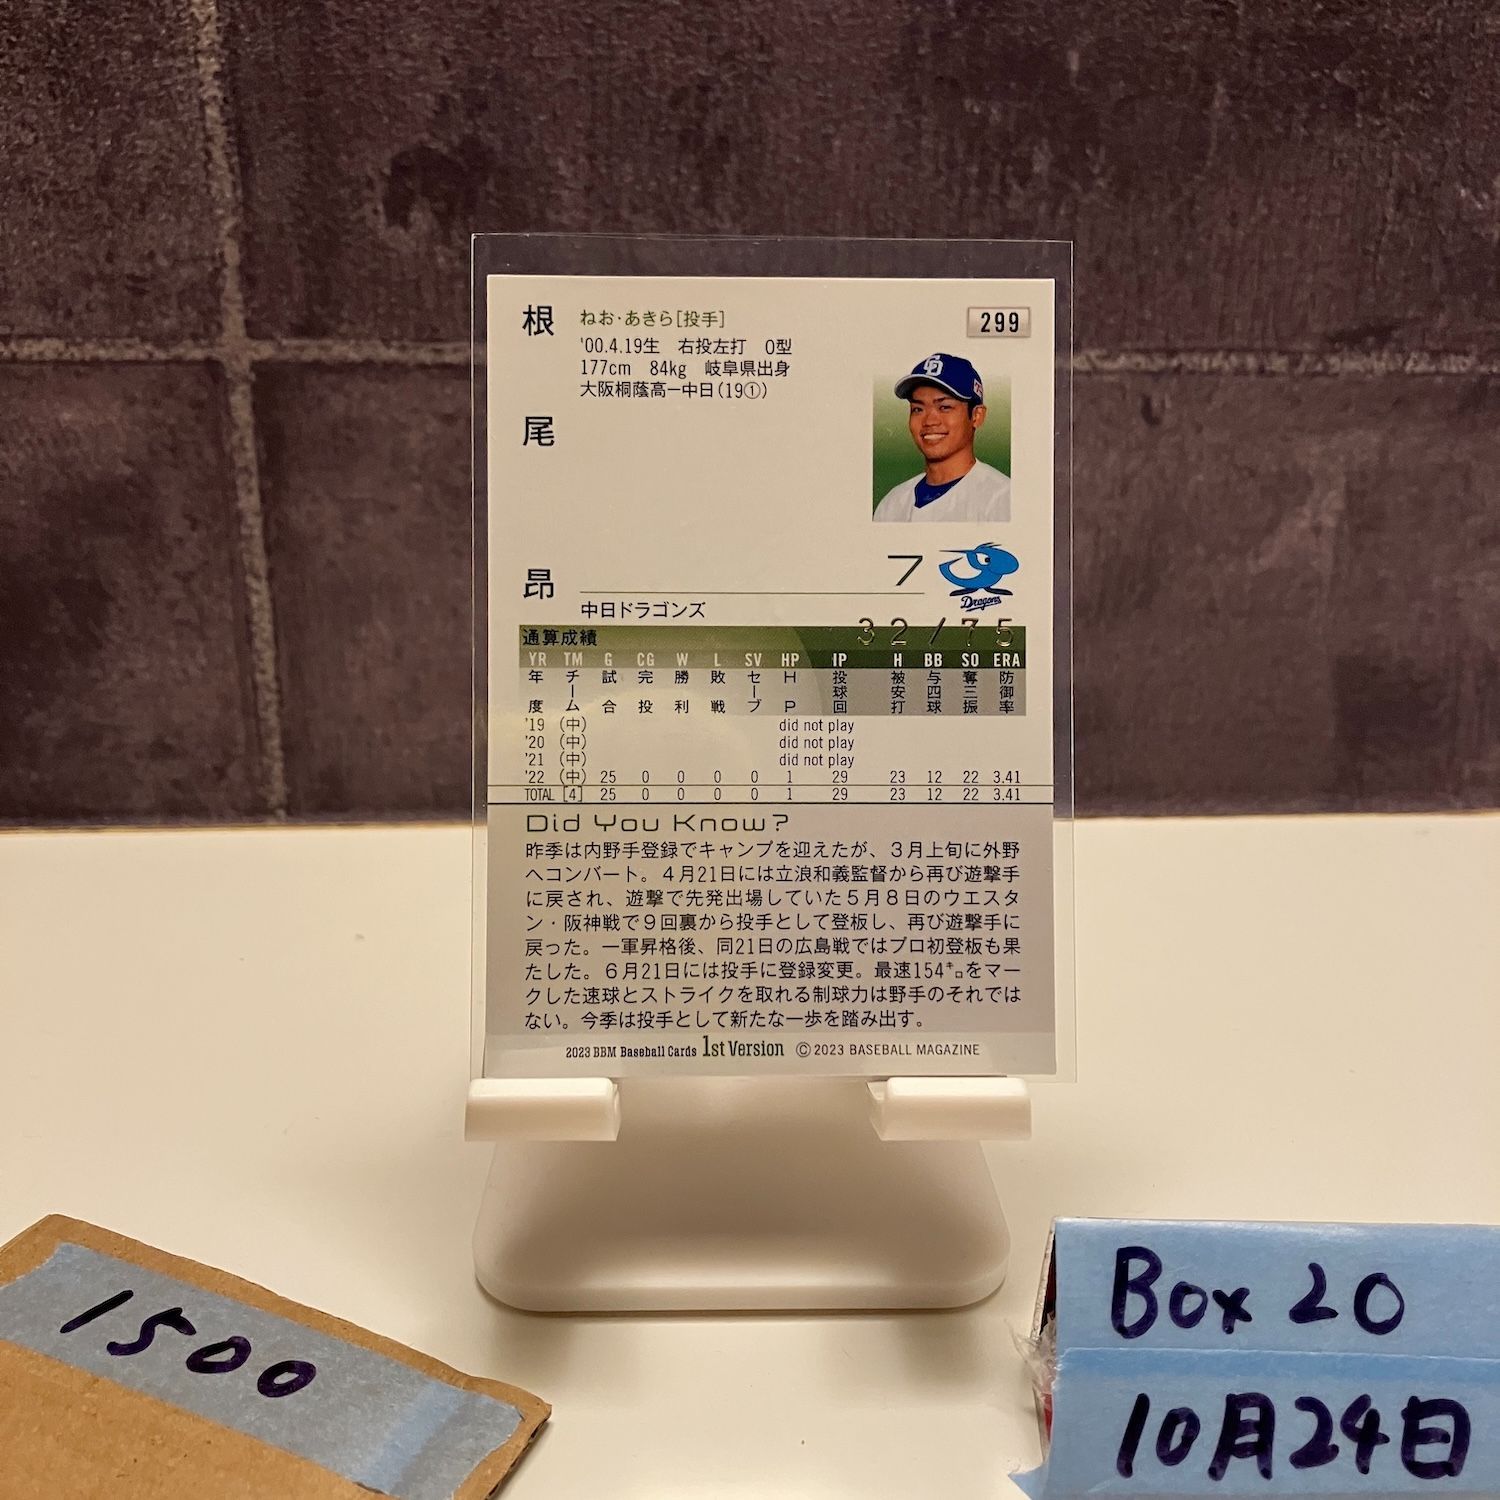 根尾昂
ねお・あきら[投手]
299
'00.4.19生 右投左打 O型
177cm 84kg 岐阜県出身
大阪桐蔭高ー中日(19①)
7
Dragons
中日ドラゴンズ
32/75
通算成績
YR TM G CG W L SV HP IP H BB SO ERA
年度 チーム 試合 完投 勝利 敗戦 セーブ HP 投球回 被安打 与四球 奪三振 防御率
'19 (中) did not play
'20 (中) did not play
'21 (中) did not play
'22 (中) 25 0 0 0 0 1 29 23 12 22 3.41
TOTAL [4] 25 0 0 0 0 1 29 23 12 22 3.41
Did You Know?
昨季は内野手登録でキャンプを迎えたが、3月上旬に外野
へコンバート。4月21日には立浪和義監督から再び遊撃手
に戻され、遊撃で先発出場していた5月8日のウエスタ
ン・阪神戦で9回裏から投手として登板し、再び遊撃手に
戻った。一軍昇格後、同21日の広島戦ではプロ初登板も果
たした。6月21日には投手に登録変更。最速154㌔をマー
クした速球とストライクを取れる制球力は野手のそれでは
ない。今季は投手として新たな一歩を踏み出す。
2023 BBM Baseball Cards 1st Version © 2023 BASEBALL MAGAZINE
1500
Box 20
10月24日